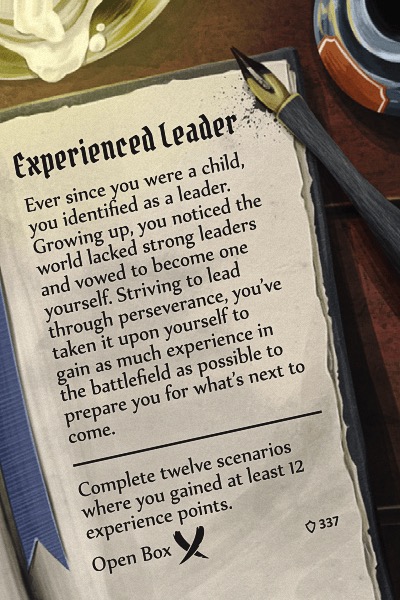 Experienced Leader
Ever since you were a child,
you identified as a leader.
Growing up, you noticed the
world lacked strong leaders
and vowed to become one
yourself. Striving to lead
through perseverance, you've
taken it upon yourself to
gain as much experience in
the battlefield as possible to
prepare you for what's next to
come.
Complete twelve scenarios
where you gained at least 12
experience points.
Open Box
337